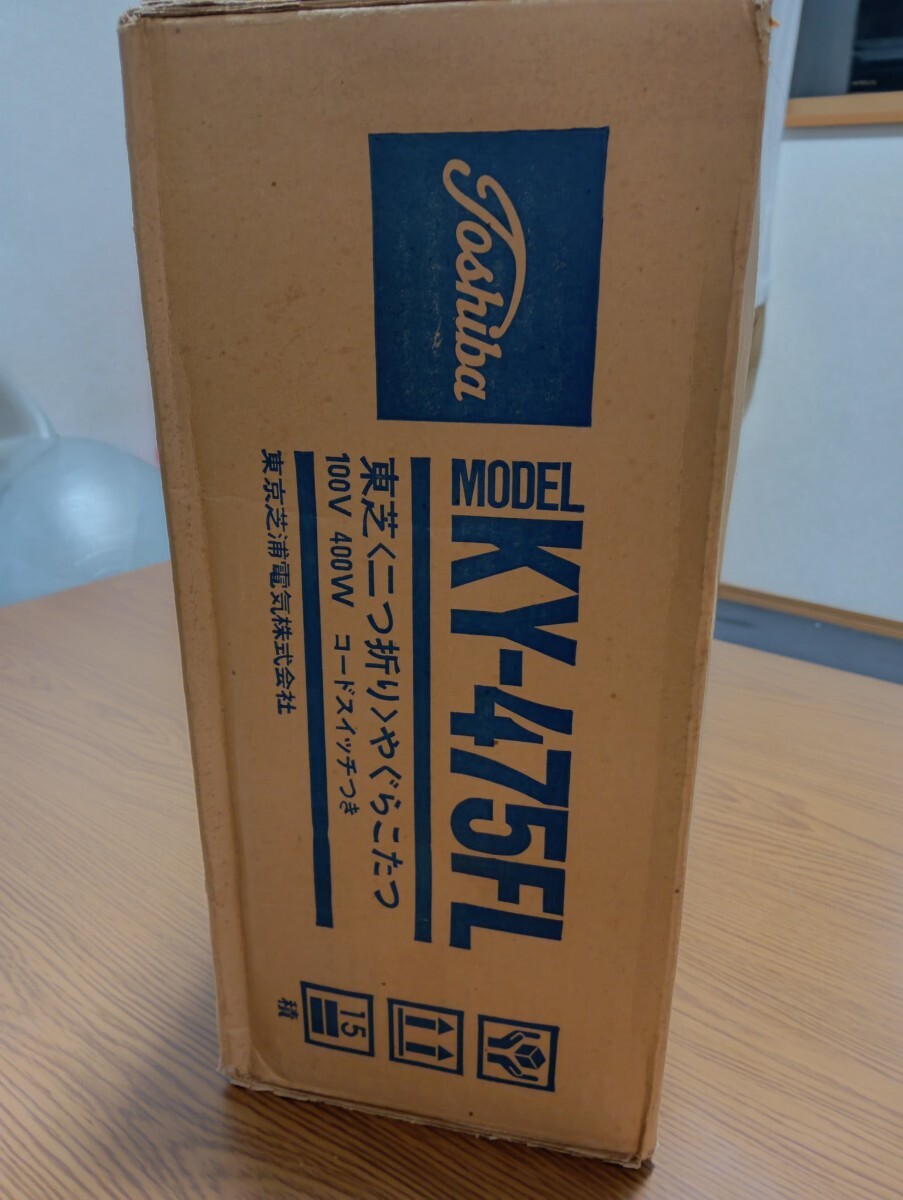 Toshiba
MODEL KY-475FL
東芝〈二つ折り〉やぐらこたつ
100V 400W コードスイッチつき
東京芝浦電気株式会社
15
積